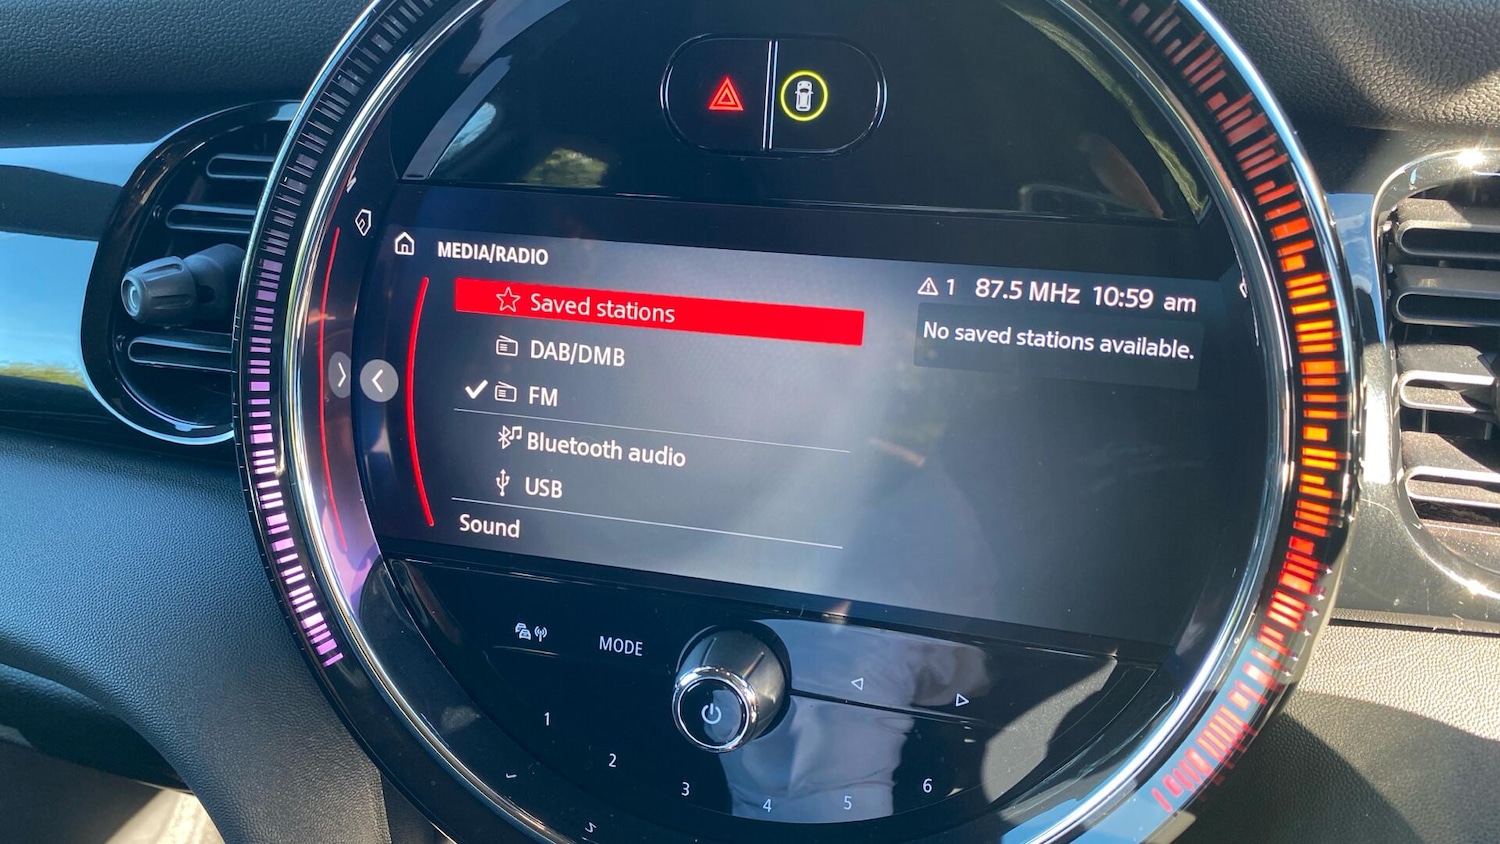 MEDIA/RADIO
1 87.5 MHz 10:59 am
Saved stations
No saved stations available.
DAB/DMB
FM
Bluetooth audio
USB
Sound
MODE
1
2
3
4
5
6